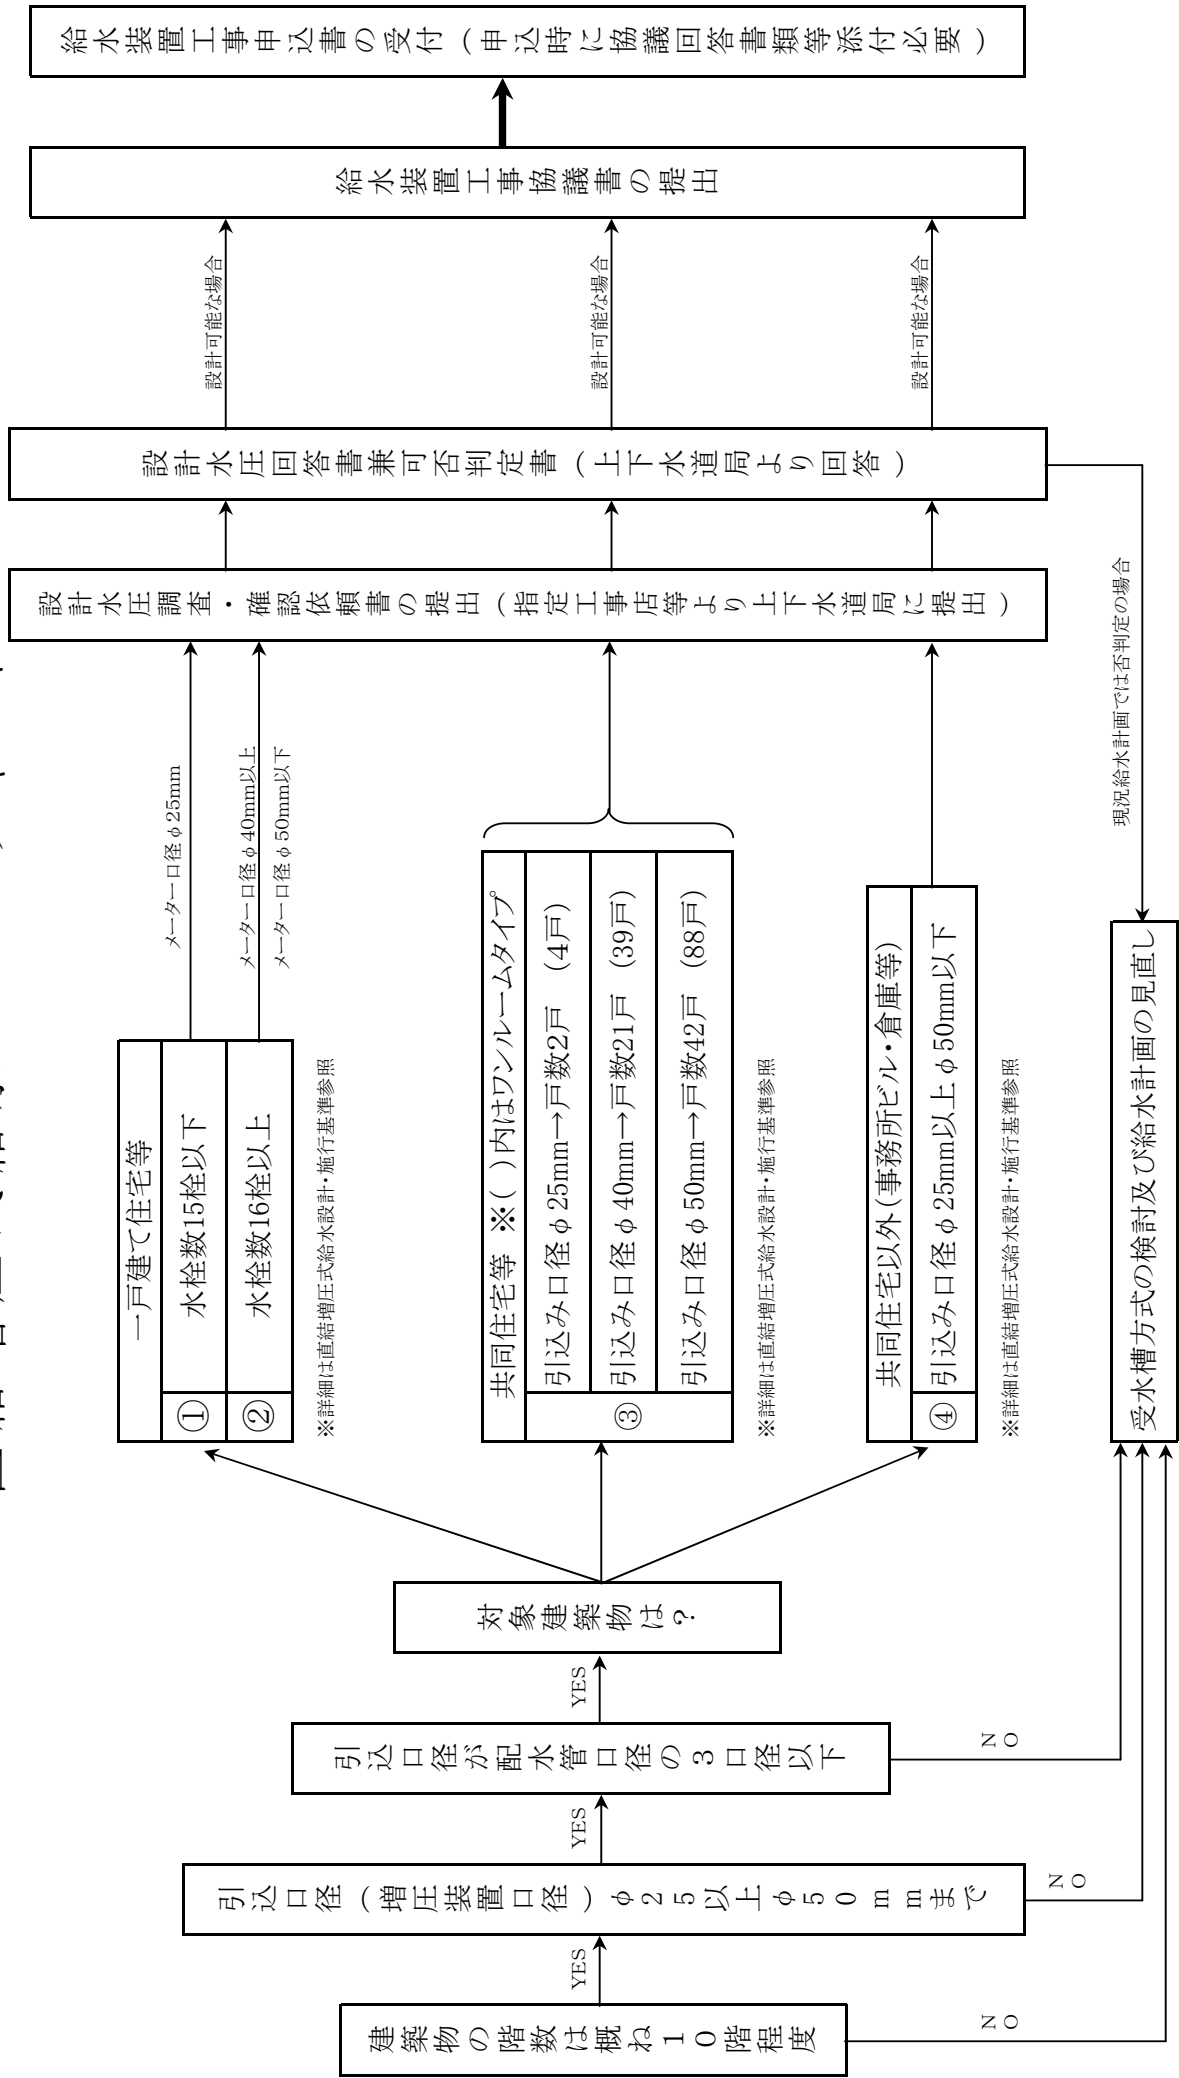 建築物の階数は概ね１０階程度
YES
NO
引込口径（増圧装置口径）φ２５以上φ５０ｍｍまで
YES
NO
引込口径が配水管口径の３口径以下
YES
NO
対象建築物は？
一戸建て住宅等
① 水栓数15栓以下
② 水栓数16栓以上
※詳細は直結増圧式給水設計・施行基準参照
メーター口径φ25mm
メーター口径φ40mm以上
メーター口径φ50mm以下
共同住宅等 ※( )内はワンルームタイプ
③
引込み口径φ25mm→戸数2戸 (4戸)
引込み口径φ40mm→戸数21戸 (39戸)
引込み口径φ50mm→戸数42戸 (88戸)
※詳細は直結増圧式給水設計・施行基準参照
共同住宅以外(事務所ビル・倉庫等)
④ 引込み口径φ25mm以上φ50mm以下
※詳細は直結増圧式給水設計・施行基準参照
受水槽方式の検討及び給水計画の見直し
現況給水計画では否判定の場合
設計水圧調査・確認依頼書の提出（指定工事店等より上下水道局に提出）
設計水圧回答書兼可否判定書（上下水道局より回答）
設計可能な場合
設計可能な場合
設計可能な場合
給水装置工事協議書の提出
給水装置工事申込書の受付（申込時に協議回答書類等添付必要）